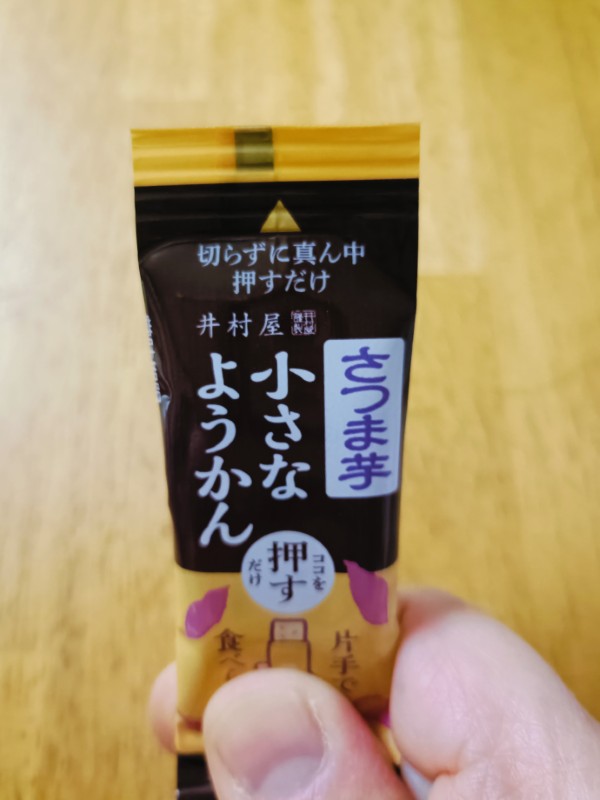 切らずに真ん中
押すだけ
井村屋
さつま芋
小さな
ようかん
ココを
押す
だけ
片手で
食べ